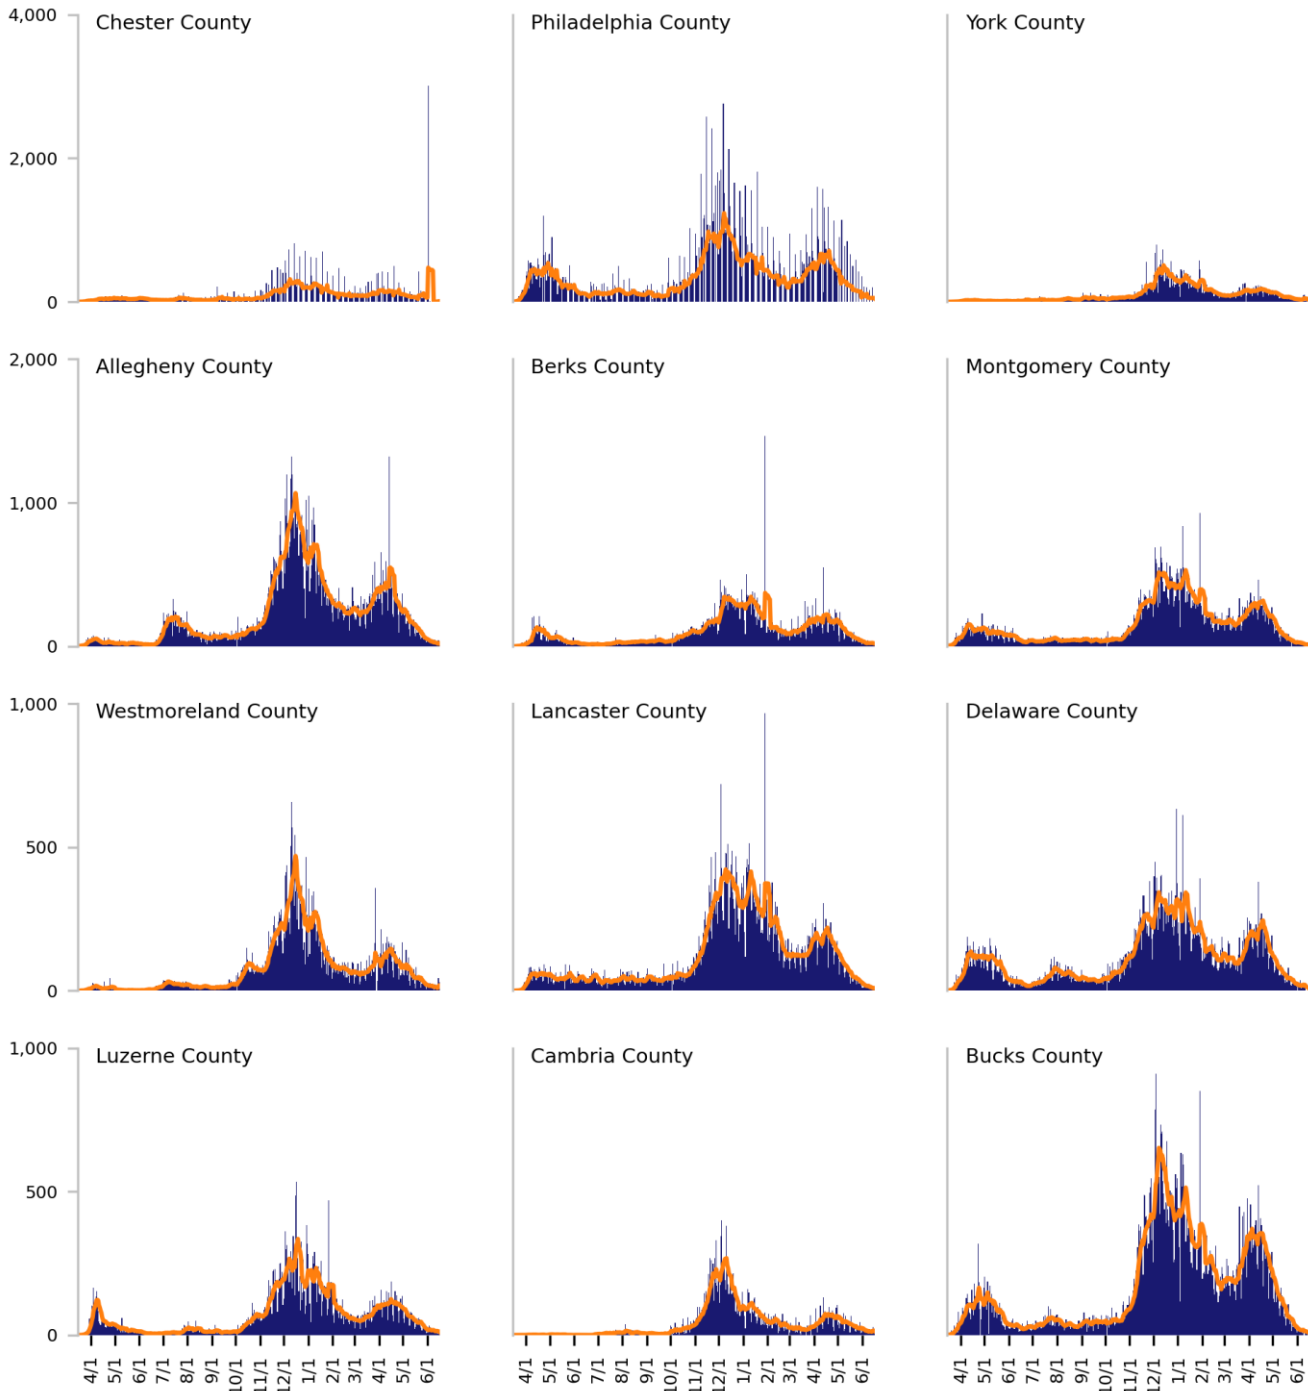 4,000 Chester County Philadelphia County York County
2,000
0
2,000 Allegheny County Berks County Montgomery County
1,000
0
1,000 Westmoreland County Lancaster County Delaware County
500
0
1,000 Luzerne County Cambria County Bucks County
500
0
4/1 5/1 6/1 7/1 8/1 9/1 10/1 11/1 12/1 1/1 2/1 3/1 4/1 5/1 6/1 4/1 5/1 6/1 7/1 8/1 9/1 10/1 11/1 12/1 1/1 2/1 3/1 4/1 5/1 6/1 4/1 5/1 6/1 7/1 8/1 9/1 10/1 11/1 12/1 1/1 2/1 3/1 4/1 5/1 6/1